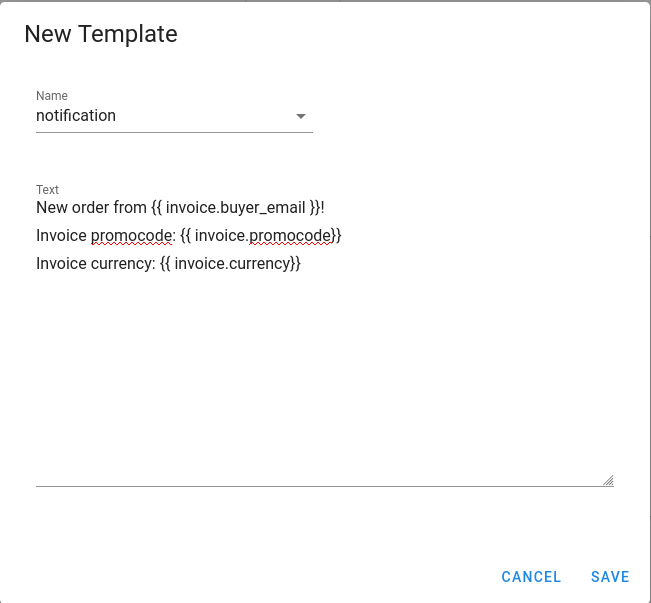 New Template
Name
notification
Text
New order from {{ invoice.buyer_email }}!
Invoice promocode: {{ invoice.promocode}}
Invoice currency: {{ invoice.currency}}
CANCEL SAVE